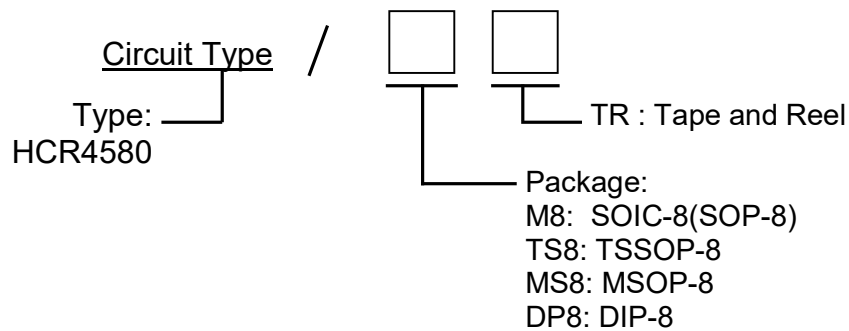 Circuit Type /
Type:
HCR4580
TR : Tape and Reel
Package:
M8: SOIC-8(SOP-8)
TS8: TSSOP-8
MS8: MSOP-8
DP8: DIP-8